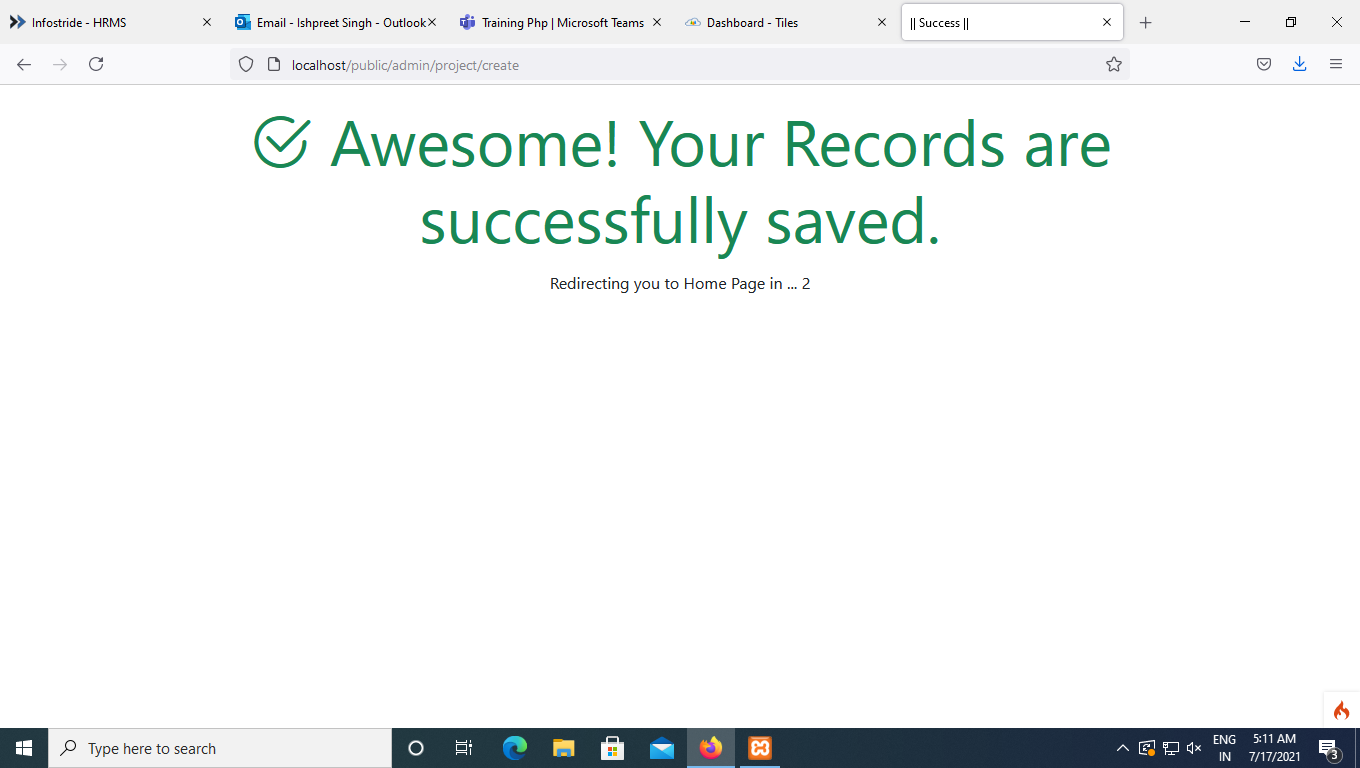 Infostride - HRMS
Email - Ishpreet Singh - Outlook
Training Php | Microsoft Teams
Dashboard - Tiles
|| Success ||
localhost/public/admin/project/create
Awesome! Your Records are
successfully saved.
Redirecting you to Home Page in ... 2
Type here to search
ENG
IN
5:11 AM
7/17/2021
3